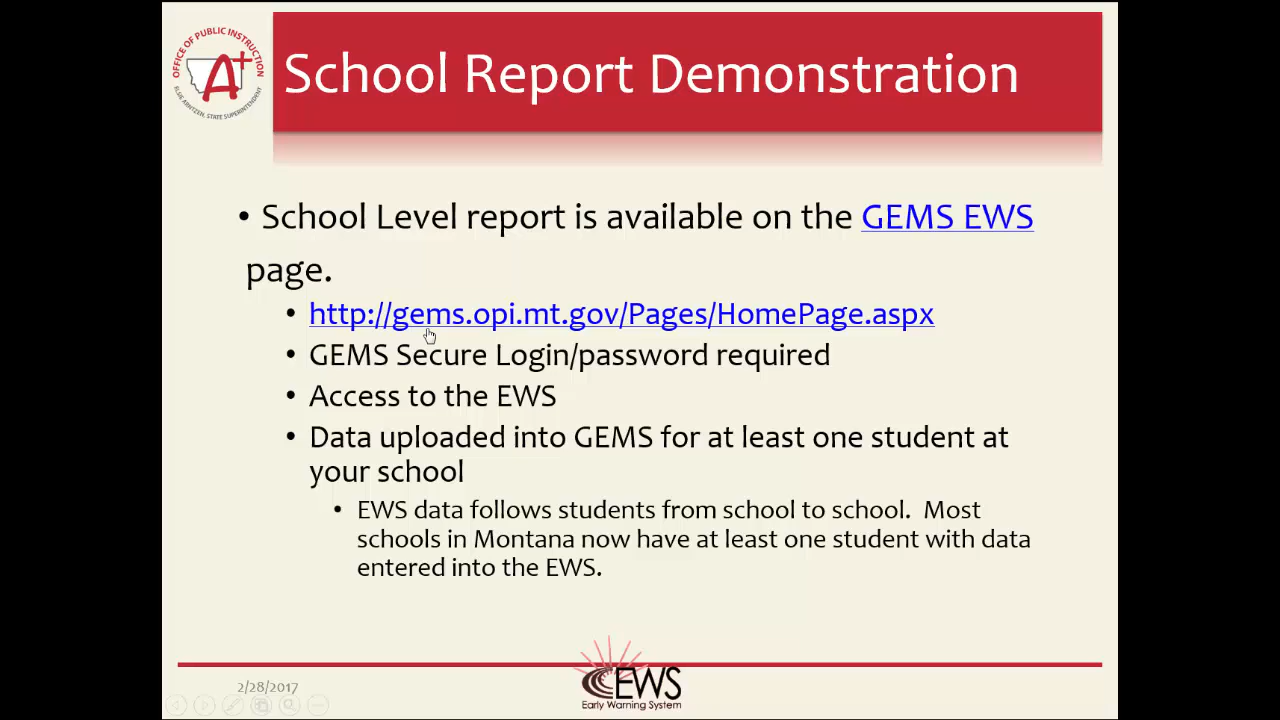 OFFICE OF PUBLIC INSTRUCTION
A+
ELSIE ARNTZEN, STATE SUPERINTENDENT
School Report Demonstration
• School Level report is available on the GEMS EWS
page.
• http://gems.opi.mt.gov/Pages/HomePage.aspx
• GEMS Secure Login/password required
• Access to the EWS
• Data uploaded into GEMS for at least one student at
your school
• EWS data follows students from school to school.  Most
schools in Montana now have at least one student with data
entered into the EWS.
2/28/2017
EWS
Early Warning System